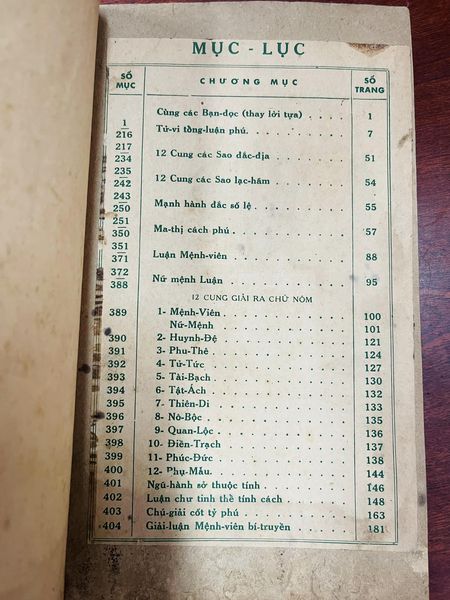 MỤC - LỤC
SỐ MỤC CHƯƠNG MỤC SỐ TRANG
Cùng các Bạn-đọc (thay lời tựa) . . . . 1
1
216 Tử-vi tổng-luận phú. . . . . . . . . 7
217
234 12 Cung các Sao đắc-địa . . . . . . . 51
235
242 12 Cung các Sao lạc-hãm . . . . . . . 54
243
250 Mạnh hành đắc số lệ . . . . . . . . 55
251
350 Ma-thị cách phú . . . . . . . . . . 57
351
371 Luận Mệnh-viên . . . . . . . . . . 88
372
388 Nữ mệnh Luận . . . . . . . . . . . 95
12 CUNG GIẢI RA CHỮ NÔM
389 1- Mệnh-Viên . . . . . . . . . . . 100
Nữ-Mệnh . . . . . . . . . . . 101
390 2- Huynh-Đệ . . . . . . . . . . . 121
391 3- Phu-Thê . . . . . . . . . . . . 124
392 4- Tử-Tức . . . . . . . . . . . . 127
393 5- Tài-Bạch . . . . . . . . . . . 130
394 6- Tật-Ách . . . . . . . . . . . . 132
395 7- Thiên-Di . . . . . . . . . . . 133
396 8- Nô-Bộc . . . . . . . . . . . . 135
397 9- Quan-Lộc . . . . . . . . . . . 136
398 10- Điền-Trạch . . . . . . . . . . 137
399 11- Phúc-Đức . . . . . . . . . . . 138
400 12- Phụ-Mẫu. . . . . . . . . . . . 144
401 Ngũ-hành sở thuộc tính . . . . . . . 146
402 Luận chư tinh thể tính cách . . . . . . 148
403 Chú-giải cốt tỷ phú . . . . . . . . . 163
404 Giải-luận Mệnh-viên bí-truyền . . . . . 181